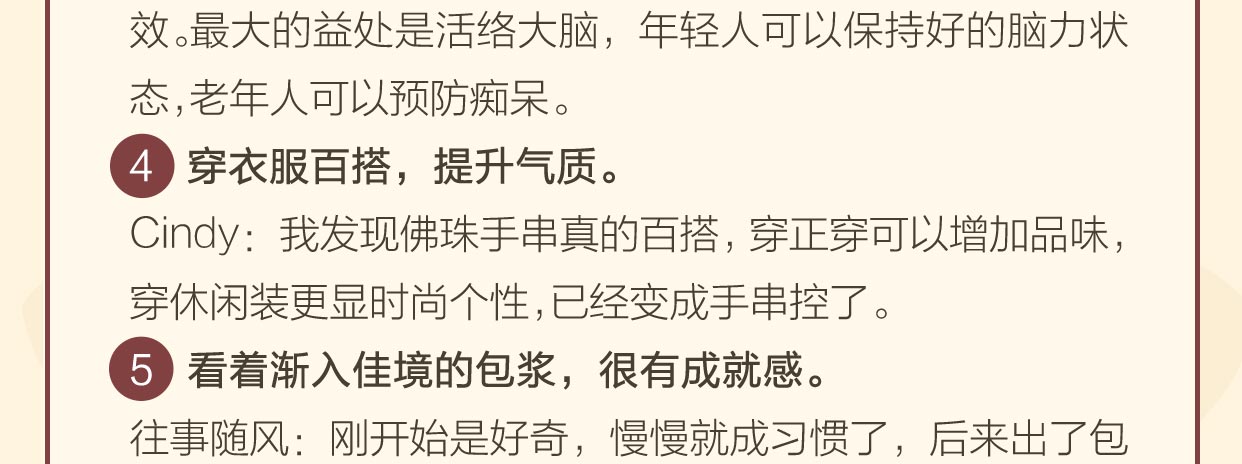 效。最大的益处是活络大脑，年轻人可以保持好的脑力状
态，老年人可以预防痴呆。
4 穿衣服百搭，提升气质。
Cindy：我发现佛珠手串真的百搭，穿正穿可以增加品味，
穿休闲装更显时尚个性，已经变成手串控了。
5 看着渐入佳境的包浆，很有成就感。
往事随风：刚开始是好奇，慢慢就成习惯了，后来出了包